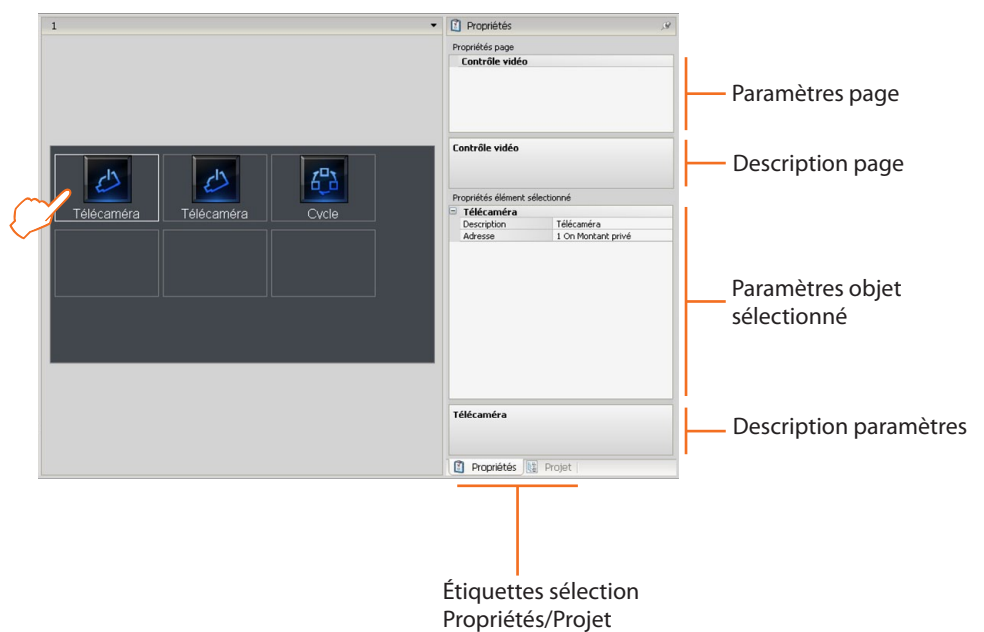 1
Propriétés
Propriétés page
Contrôle vidéo
Paramètres page
Contrôle vidéo
Description page
Propriétés élément sélectionné
Télécaméra
Description Télécaméra
Adresse 1 On Montant privé
Télécaméra Télécaméra Cycle
Paramètres objet
sélectionné
Télécaméra
Description paramètres
Propriétés Projet
Étiquettes sélection
Propriétés/Projet